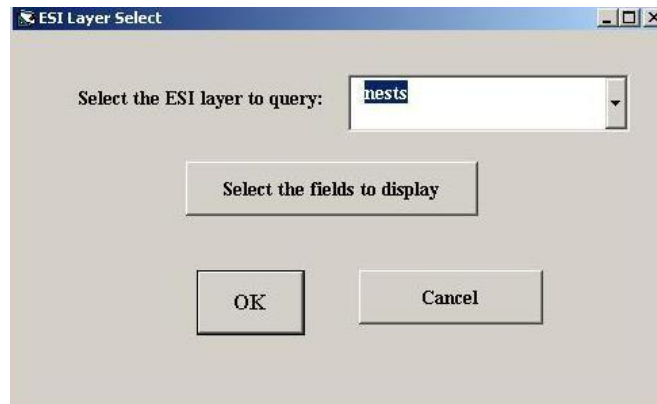 ESI Layer Select
Select the ESI layer to query:
nests
Select the fields to display
OK
Cancel